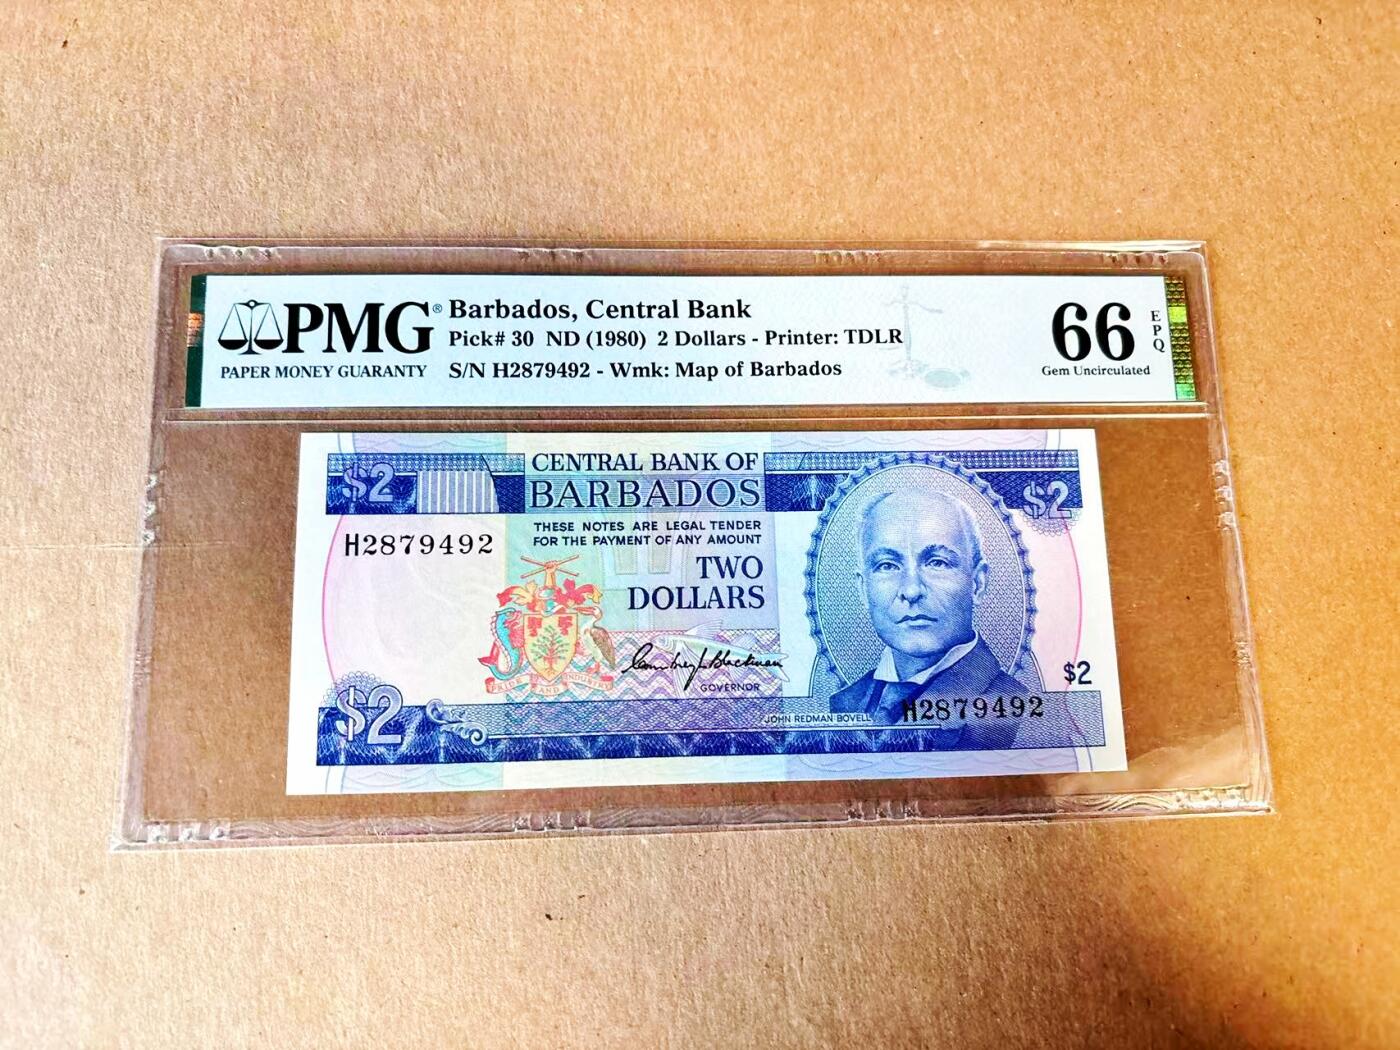 PMG®
PAPER MONEY GUARANTY
Barbados, Central Bank
Pick# 30 ND (1980) 2 Dollars - Printer: TDLR
S/N H2879492 - Wmk: Map of Barbados
66
EPQ
Gem Uncirculated
$2
CENTRAL BANK OF
BARBADOS
$2
THESE NOTES ARE LEGAL TENDER
FOR THE PAYMENT OF ANY AMOUNT
H2879492
TWO
DOLLARS
PRIDE AND INDUSTRY
GOVERNOR
$2
$2
JOHN REDMAN BOVELL
H2879492